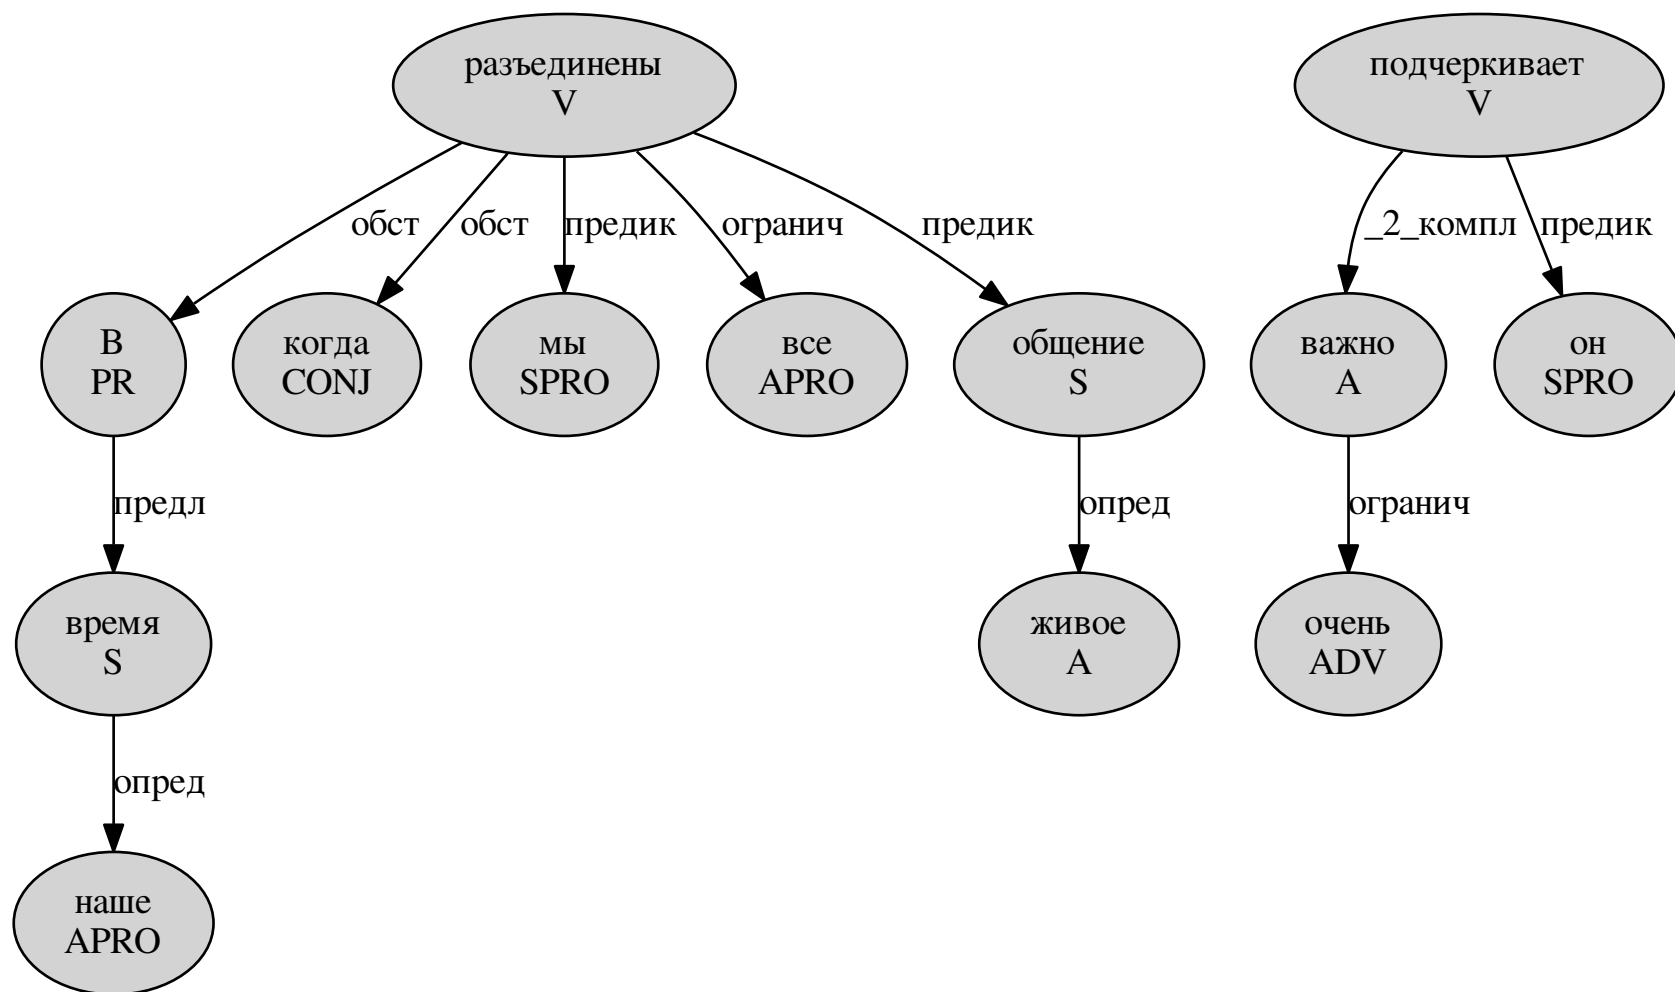 разъединены
V
подчеркивает
V
обст
обст
предик
огранич
предик
_2_компл
предик
В
PR
когда
CONJ
мы
SPRO
все
APRO
общение
S
важно
A
он
SPRO
предл
опред
огранич
время
S
живое
A
очень
ADV
опред
наше
APRO